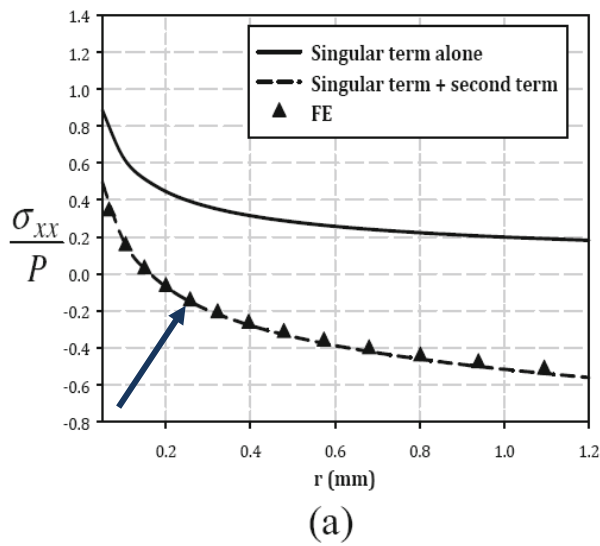 1.4
1.2
1.0
0.8
0.6
0.4
0.2
0.0
-0.2
-0.4
-0.6
-0.8
σxx
P
Singular term alone
Singular term + second term
FE
0.2 0.4 0.6 0.8 1.0 1.2
r (mm)
(a)